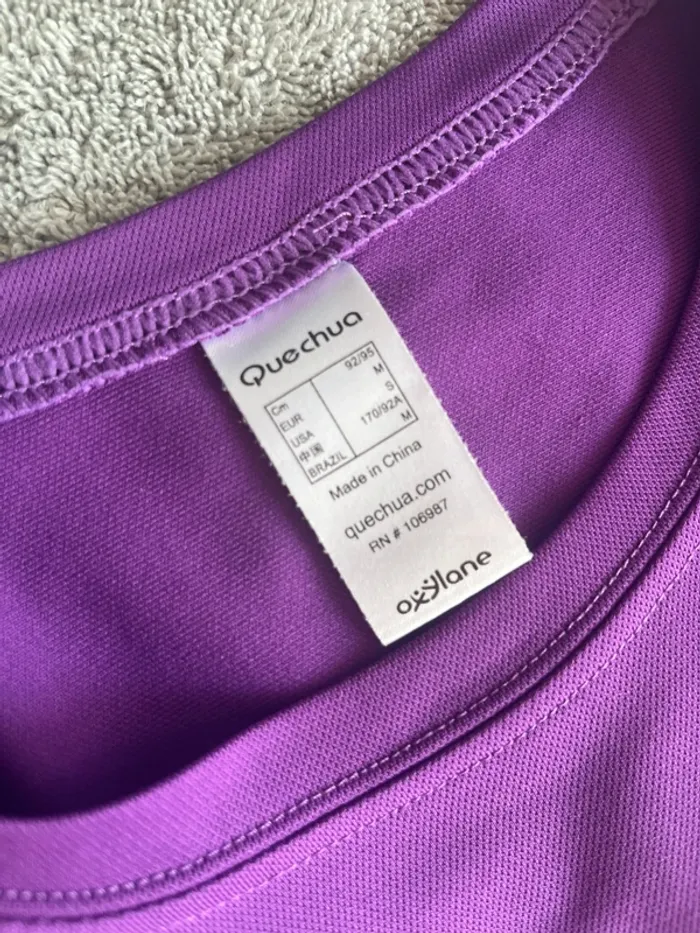 Quechua
Cm 92/95
EUR M
USA S
中国 170/92A
BRAZIL M
Made in China
quechua.com
RN # 106987
oxylane